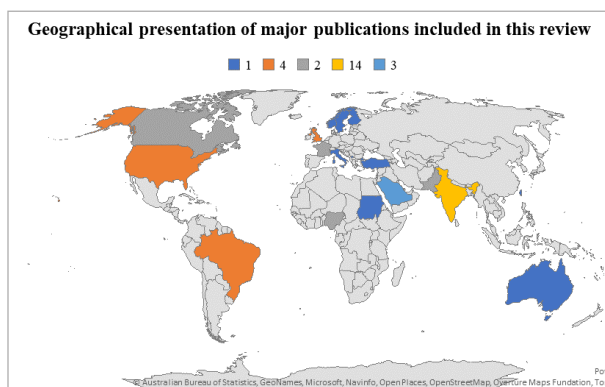 Geographical presentation of major publications included in this review
1 4 2 14 3
Po
© Australian Bureau of Statistics, GeoNames, Microsoft, Navinfo, Open Places, OpenStreetMap, Overture Maps Fundation, To